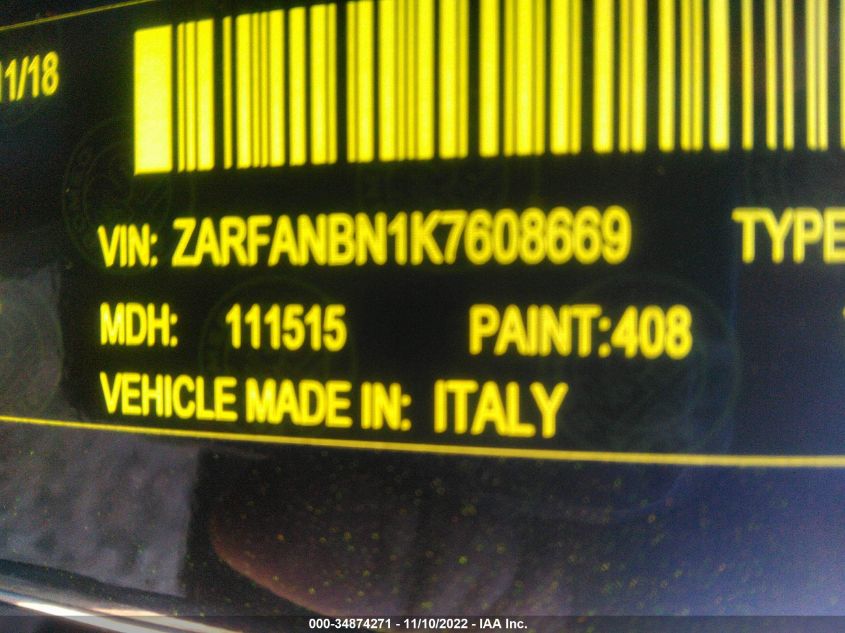 11/18
VIN: ZARFANBN1K7608669 TYPE
MDH: 111515 PAINT:408
VEHICLE MADE IN: ITALY
000-34874271 - 11/10/2022 - IAA Inc.